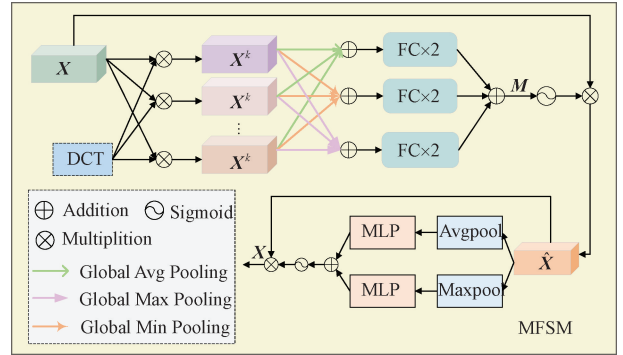 X
X^k
FC×2
X^k
FC×2
M
⋮
X^k
FC×2
DCT
Addition
Sigmoid
Multiplition
Global Avg Pooling
Global Max Pooling
Global Min Pooling
MLP
Avgpool
X
X̂
MLP
Maxpool
MFSM